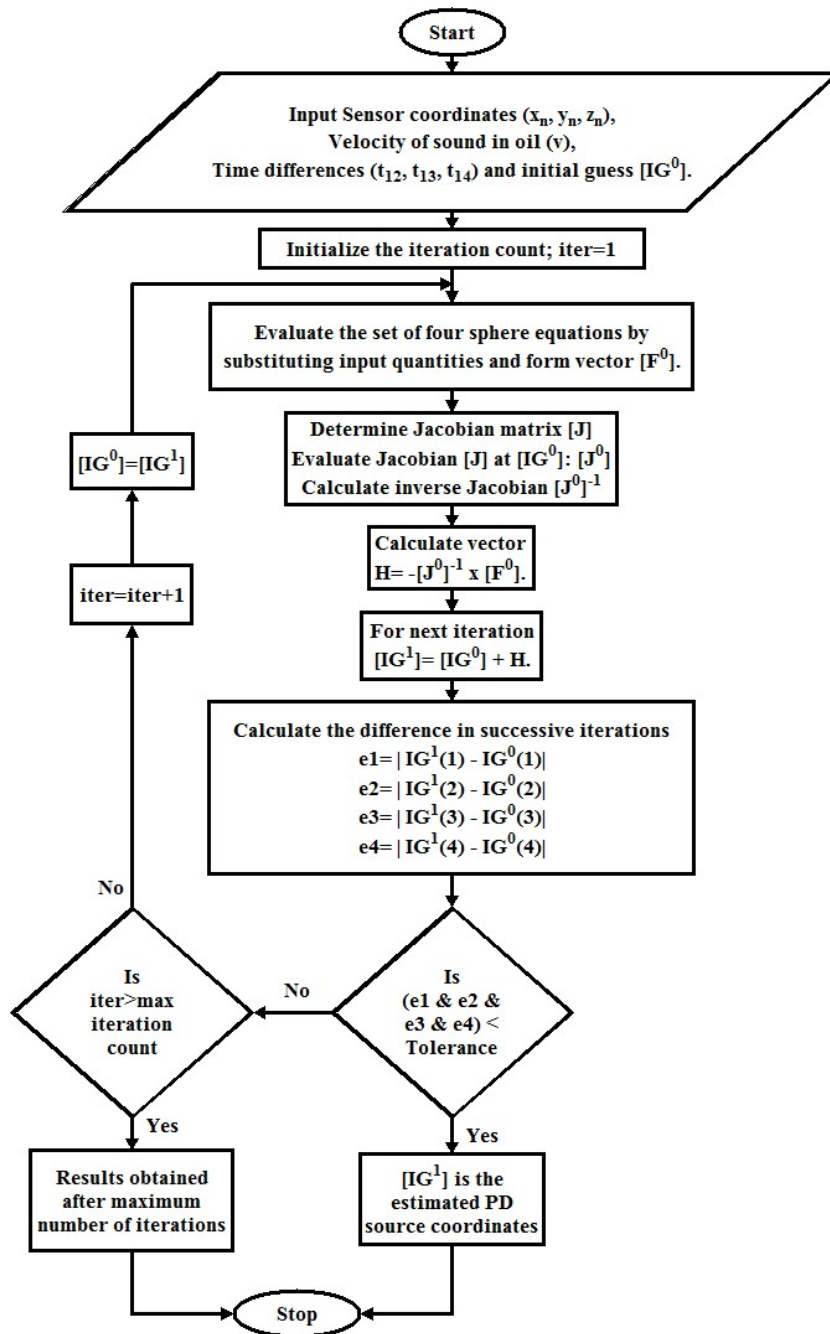 Start
Input Sensor coordinates (xₙ, yₙ, zₙ),
Velocity of sound in oil (v),
Time differences (t₁₂, t₁₃, t₁₄) and initial guess [IG⁰].
Initialize the iteration count; iter=1
Evaluate the set of four sphere equations by
substituting input quantities and form vector [F⁰].
Determine Jacobian matrix [J]
Evaluate Jacobian [J] at [IG⁰]: [J⁰]
Calculate inverse Jacobian [J⁰]⁻¹
[IG⁰]=[IG¹]
Calculate vector
H= -[J⁰]⁻¹ x [F⁰].
iter=iter+1
For next iteration
[IG¹]= [IG⁰] + H.
Calculate the difference in successive iterations
e1= | IG¹(1) - IG⁰(1)|
e2= | IG¹(2) - IG⁰(2)|
e3= | IG¹(3) - IG⁰(3)|
e4= | IG¹(4) - IG⁰(4)|
No
Is
iter>max
iteration
count
No
Is
(e1 & e2 &
e3 & e4) <
Tolerance
Yes
Yes
Results obtained
after maximum
number of iterations
[IG¹] is the
estimated PD
source coordinates
Stop